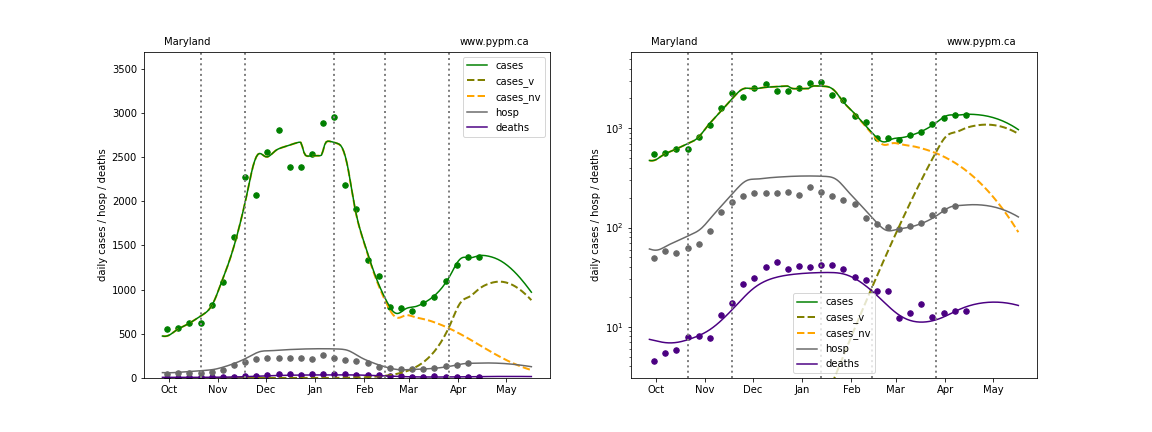 Maryland
www.pypm.ca
daily cases / hosp / deaths
3500
3000
2500
2000
1500
1000
500
0
cases
cases_v
cases_nv
hosp
deaths
Oct Nov Dec Jan Feb Mar Apr May
Maryland
www.pypm.ca
daily cases / hosp / deaths
10³
10²
10¹
cases
cases_v
cases_nv
hosp
deaths
Oct Nov Dec Jan Feb Mar Apr May